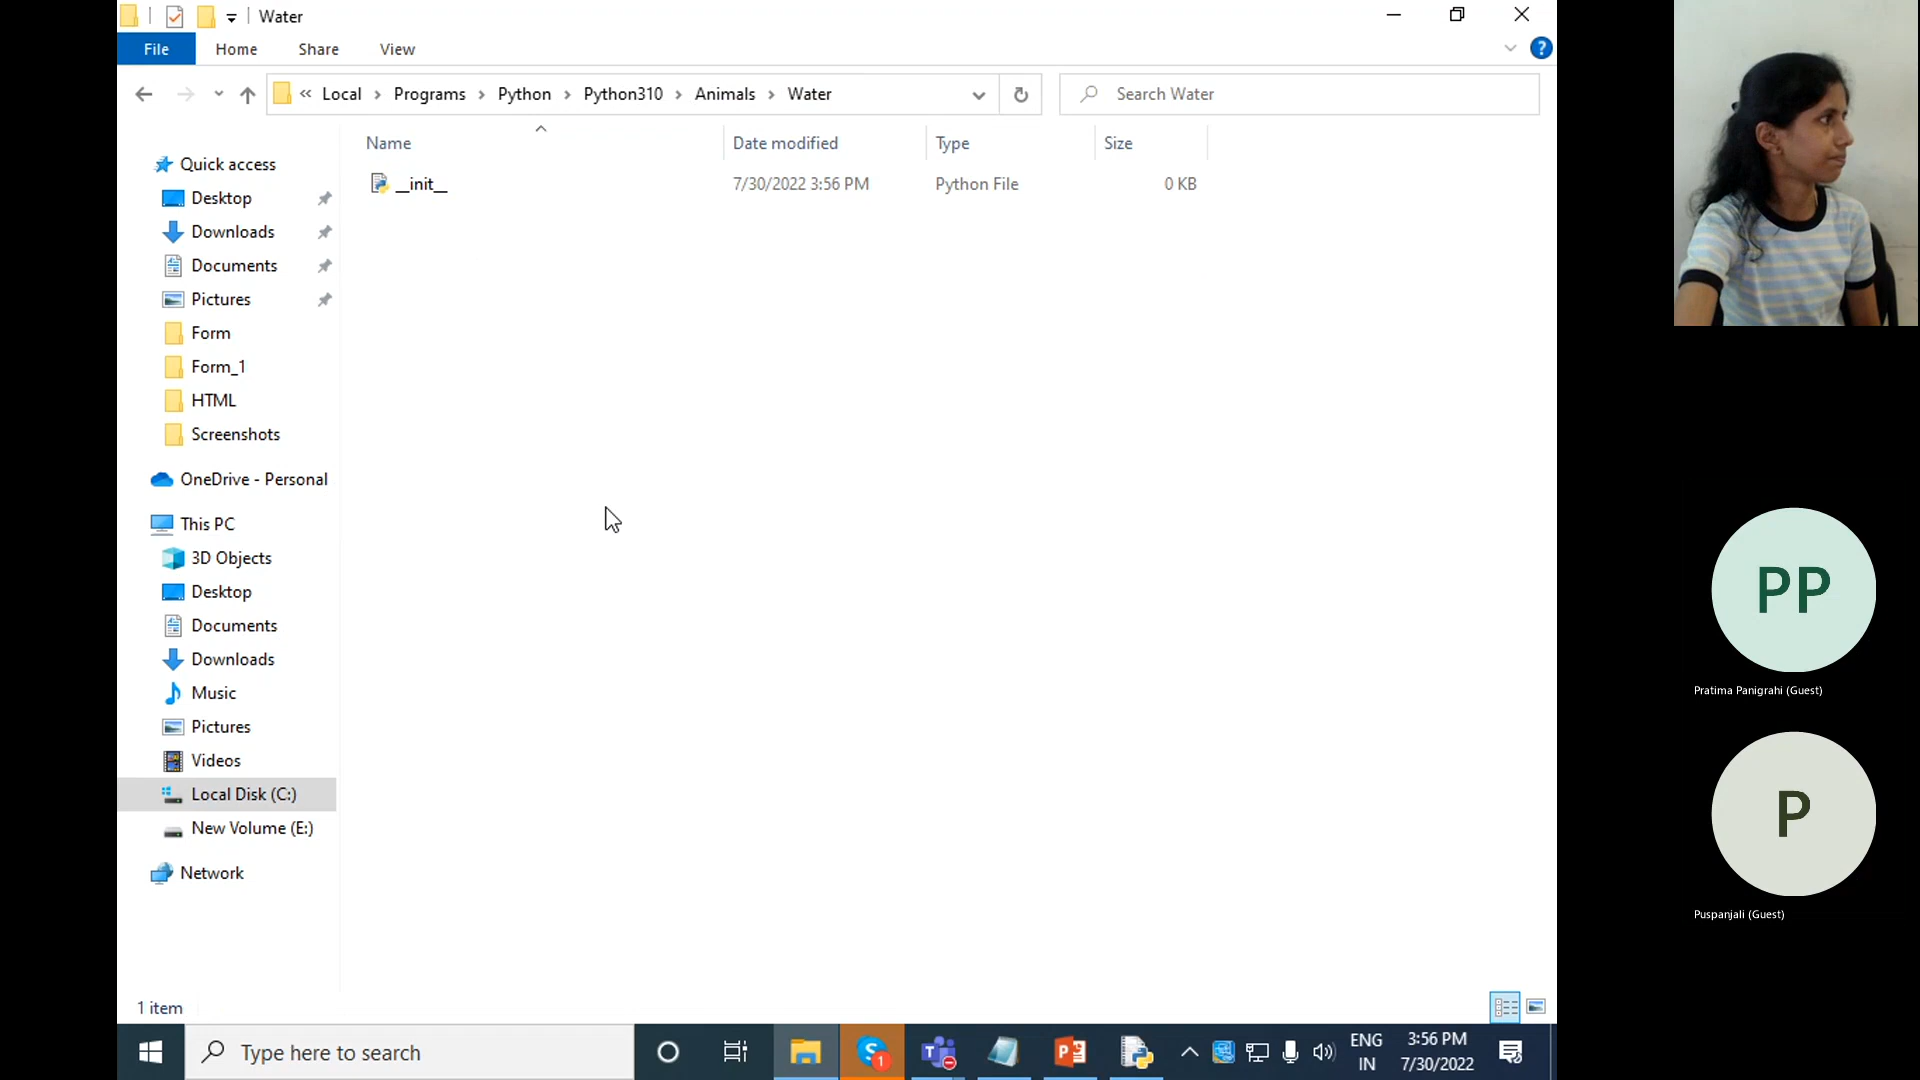 Water
File Home Share View
« Local > Programs > Python > Python310 > Animals > Water
Search Water
Name Date modified Type Size
__init__ 7/30/2022 3:56 PM Python File 0 KB
Quick access
Desktop
Downloads
Documents
Pictures
Form
Form_1
HTML
Screenshots
OneDrive - Personal
This PC
3D Objects
Desktop
Documents
Downloads
Music
Pictures
Videos
Local Disk (C:)
New Volume (E:)
Network
1 item
Type here to search
ENG
IN
3:56 PM
7/30/2022
PP
Pratima Panigrahi (Guest)
P
Puspanjali (Guest)